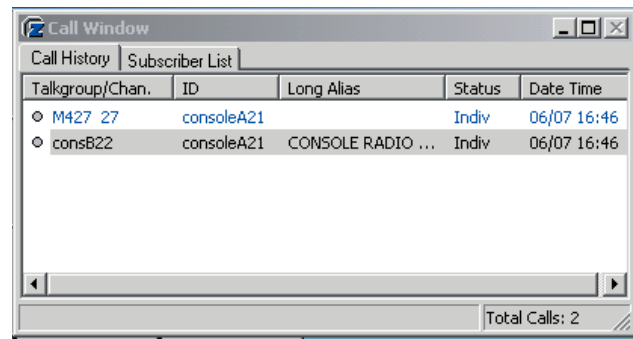 Call Window
Call History Subscriber List
Talkgroup/Chan. ID Long Alias Status Date Time
M427 27 consoleA21 Indiv 06/07 16:46
consB22 consoleA21 CONSOLE RADIO ... Indiv 06/07 16:46
Total Calls: 2